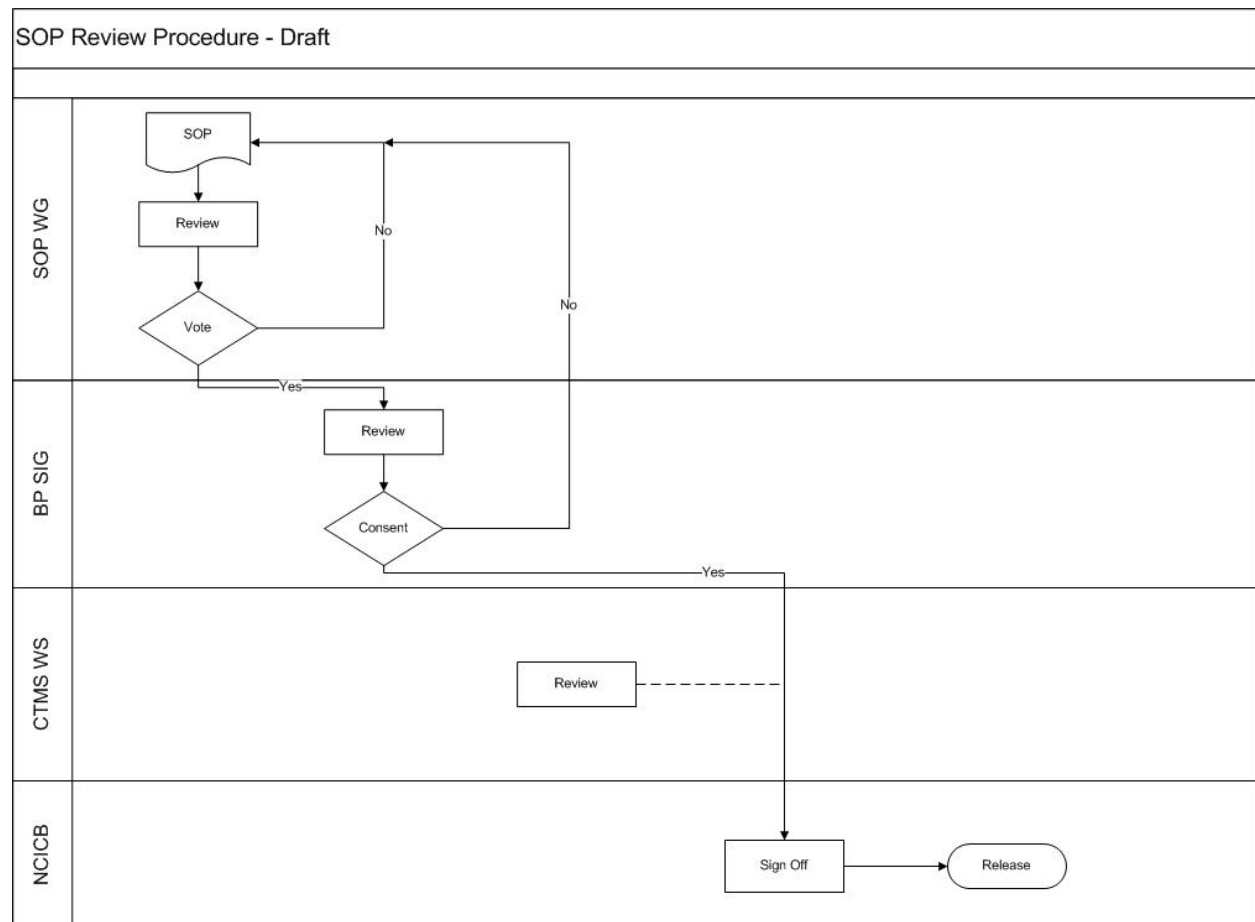 SOP Review Procedure - Draft
SOP WG
SOP
Review
No
Vote
No
Yes
BP SIG
Review
Consent
Yes
CTMS WS
Review
NCICB
Sign Off
Release